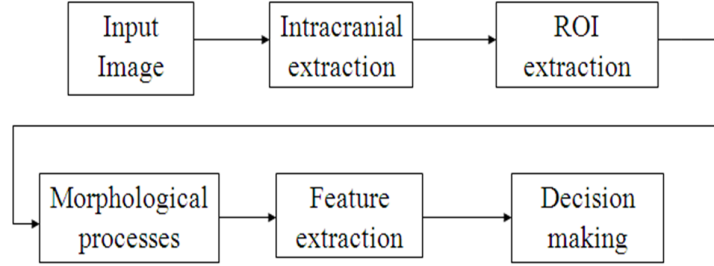 Input
Image
Intracranial
extraction
ROI
extraction
Morphological
processes
Feature
extraction
Decision
making